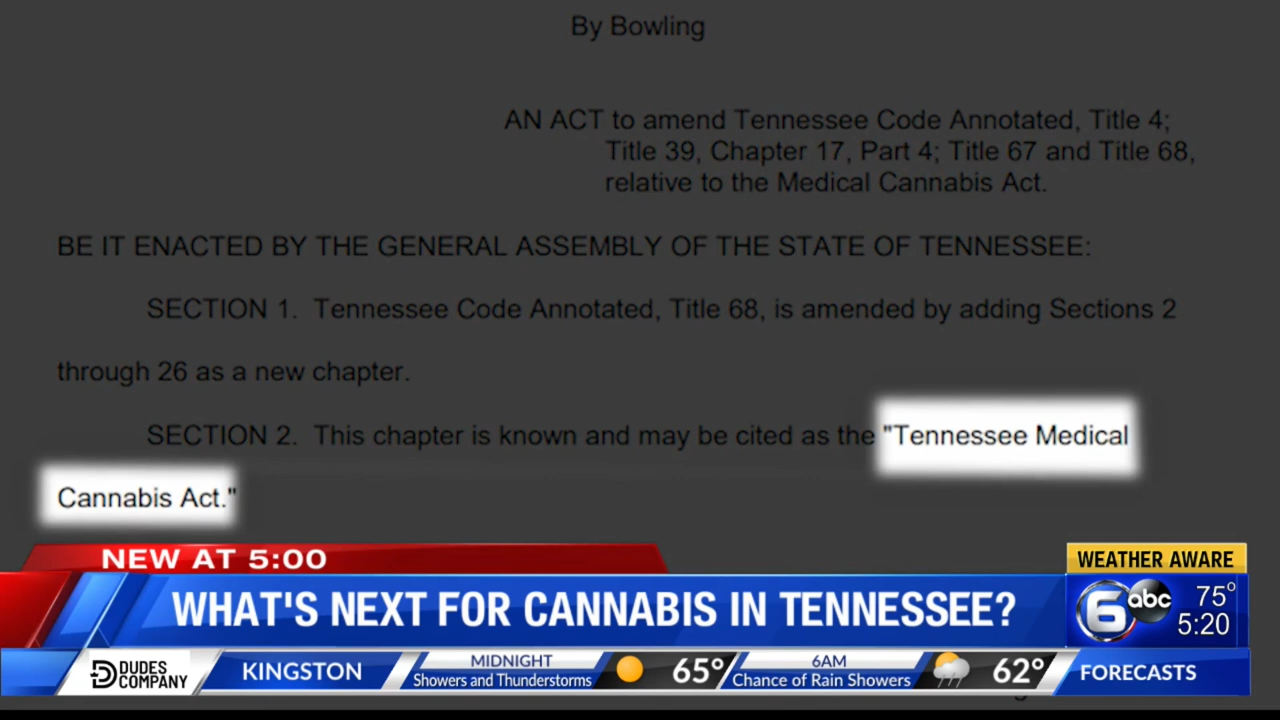 By Bowling
AN ACT to amend Tennessee Code Annotated, Title 4;
Title 39, Chapter 17, Part 4; Title 67 and Title 68,
relative to the Medical Cannabis Act.
BE IT ENACTED BY THE GENERAL ASSEMBLY OF THE STATE OF TENNESSEE:
SECTION 1. Tennessee Code Annotated, Title 68, is amended by adding Sections 2
through 26 as a new chapter.
SECTION 2. This chapter is known and may be cited as the "Tennessee Medical
Cannabis Act."
NEW AT 5:00
WEATHER AWARE
WHAT'S NEXT FOR CANNABIS IN TENNESSEE?
6 abc
75°
5:20
DUDES
COMPANY
KINGSTON
MIDNIGHT
Showers and Thunderstorms
65°
6AM
Chance of Rain Showers
62°
FORECASTS